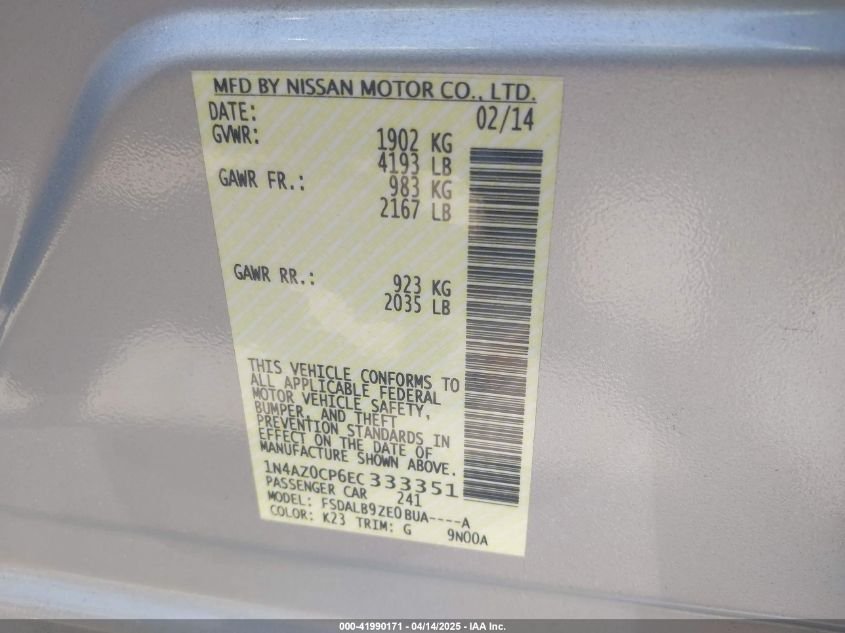 MFD BY NISSAN MOTOR CO., LTD.
DATE: 02/14
GVWR: 1902 KG
4193 LB
GAWR FR.: 983 KG
2167 LB
GAWR RR.: 923 KG
2035 LB
THIS VEHICLE CONFORMS TO
ALL APPLICABLE FEDERAL
MOTOR VEHICLE SAFETY,
BUMPER, AND THEFT
PREVENTION STANDARDS IN
EFFECT ON THE DATE OF
MANUFACTURE SHOWN ABOVE.
1N4AZ0CP6EC333351
PASSENGER CAR 241
MODEL: FSDALB9ZE0BUA----A
COLOR: K23 TRIM: G 9N00A
000-41990171 - 04/14/2025 - IAA Inc.